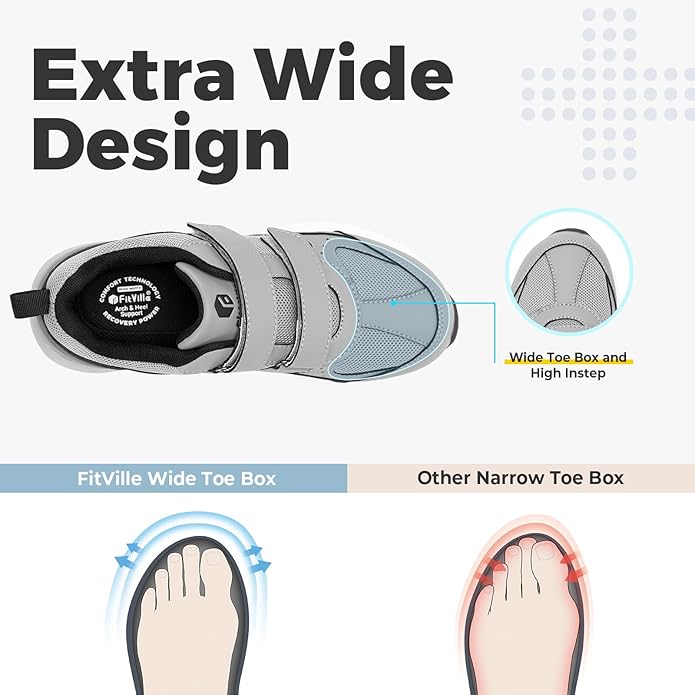 Extra Wide
Design
COMFORT TECHNOLOGY
FitVille®
Arch & Heel
Support
RECOVERY POWER
Wide Toe Box and
High Instep
FitVille Wide Toe Box
Other Narrow Toe Box